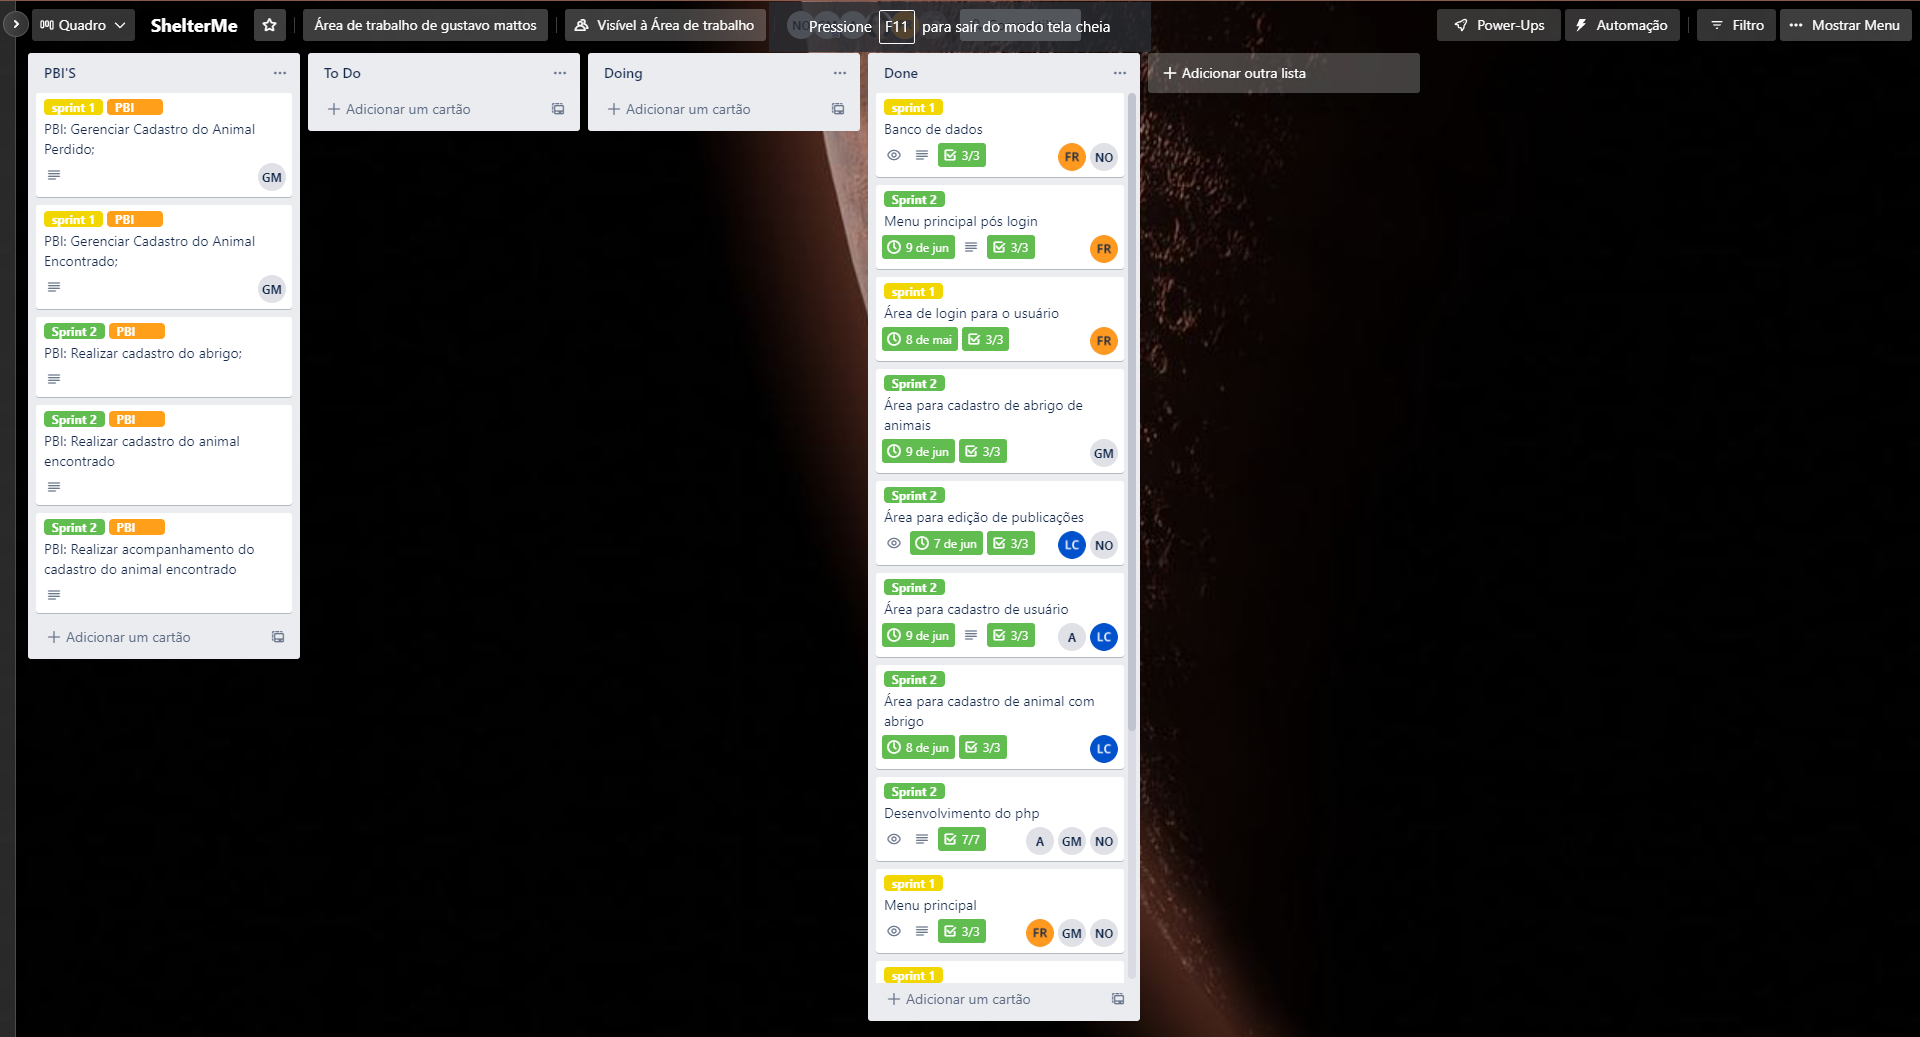 Quadro
ShelterMe
Área de trabalho de gustavo mattos
Visível à Área de trabalho
Pressione F11 para sair do modo tela cheia
Power-Ups
Automação
Filtro
Mostrar Menu
PBI'S
sprint 1 PBI
PBI: Gerenciar Cadastro do Animal
Perdido;
GM
sprint 1 PBI
PBI: Gerenciar Cadastro do Animal
Encontrado;
GM
Sprint 2 PBI
PBI: Realizar cadastro do abrigo;
Sprint 2 PBI
PBI: Realizar cadastro do animal
encontrado
Sprint 2 PBI
PBI: Realizar acompanhamento do
cadastro do animal encontrado
Adicionar um cartão
To Do
Adicionar um cartão
Doing
Adicionar um cartão
Done
sprint 1
Banco de dados
3/3 FR NO
Sprint 2
Menu principal pós login
9 de jun 3/3 FR
sprint 1
Área de login para o usuário
8 de mai 3/3 FR
Sprint 2
Área para cadastro de abrigo de
animais
9 de jun 3/3 GM
Sprint 2
Área para edição de publicações
7 de jun 3/3 LC NO
Sprint 2
Área para cadastro de usuário
9 de jun 3/3 A LC
Sprint 2
Área para cadastro de animal com
abrigo
8 de jun 3/3 LC
Sprint 2
Desenvolvimento do php
7/7 A GM NO
sprint 1
Menu principal
3/3 FR GM NO
sprint 1
Adicionar um cartão
Adicionar outra lista